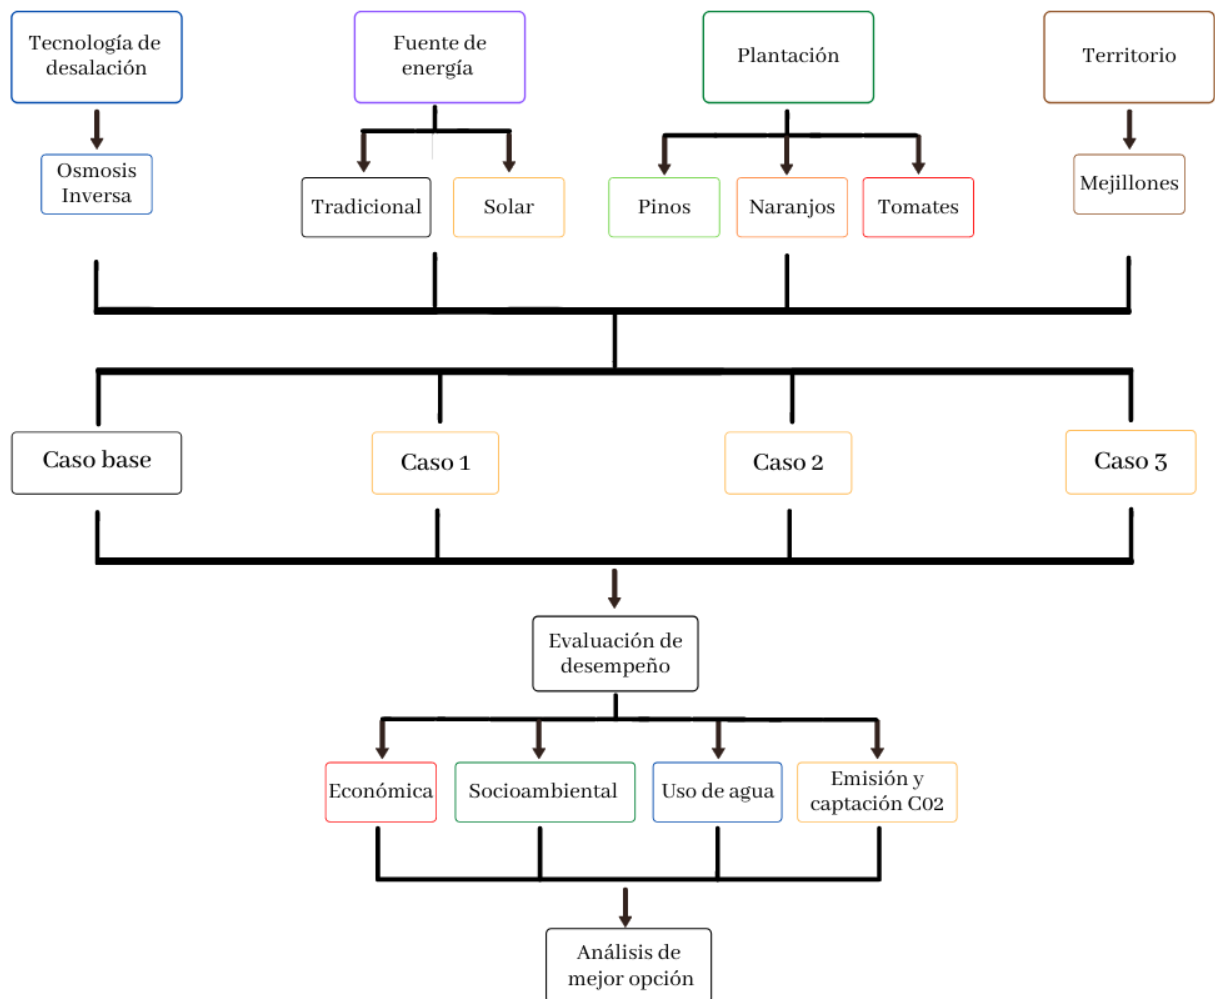 Tecnología de
desalación
Fuente de
energía
Plantación
Territorio
Osmosis
Inversa
Tradicional
Solar
Pinos
Naranjos
Tomates
Mejillones
Caso base
Caso 1
Caso 2
Caso 3
Evaluación de
desempeño
Económica
Socioambiental
Uso de agua
Emisión y
captación C02
Análisis de
mejor opción